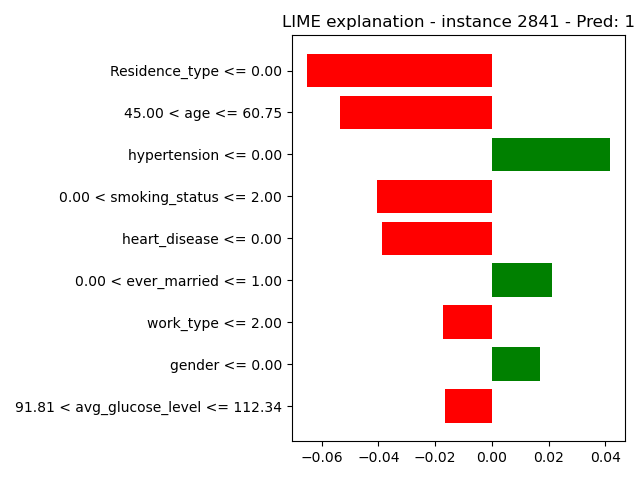 LIME explanation - instance 2841 - Pred: 1
Residence_type <= 0.00
45.00 < age <= 60.75
hypertension <= 0.00
0.00 < smoking_status <= 2.00
heart_disease <= 0.00
0.00 < ever_married <= 1.00
work_type <= 2.00
gender <= 0.00
91.81 < avg_glucose_level <= 112.34
−0.06 −0.04 −0.02 0.00 0.02 0.04